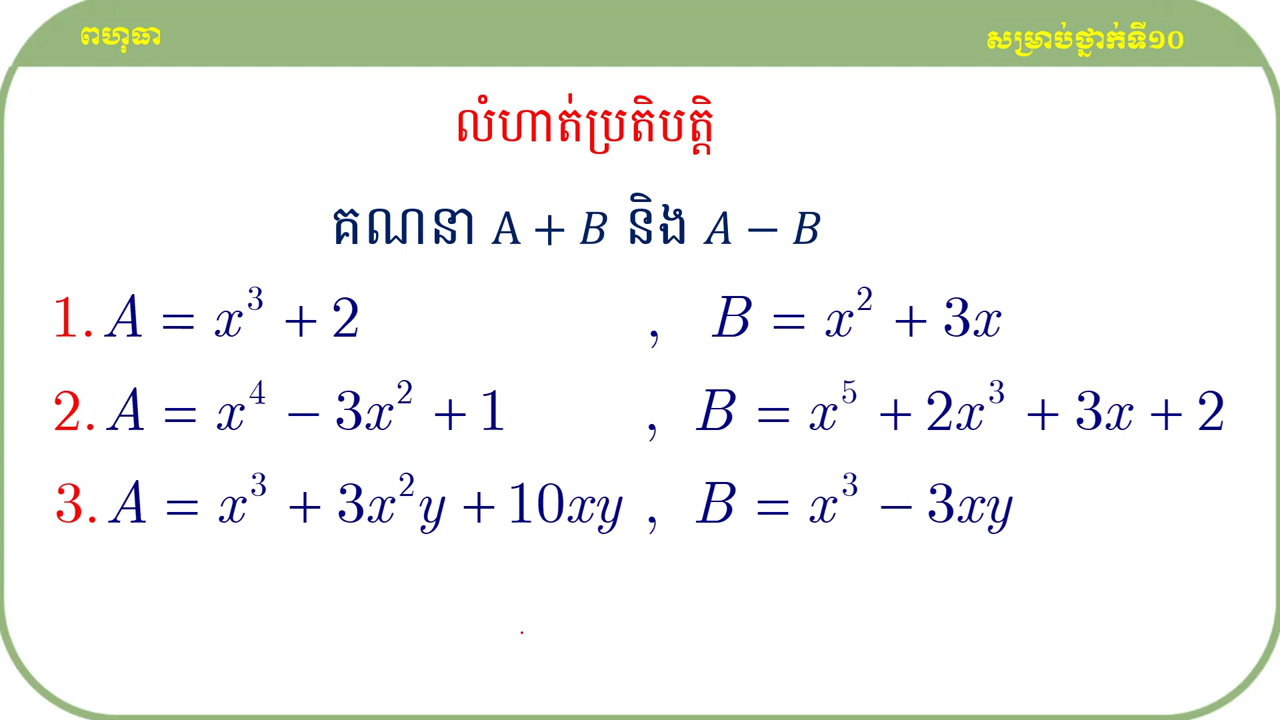 ពហុធា
សម្រាប់ថ្នាក់ទី១០
លំហាត់ប្រតិបត្តិ
គណនា A + B និង A − B
1. A = x³ + 2 , B = x² + 3x
2. A = x⁴ − 3x² + 1 , B = x⁵ + 2x³ + 3x + 2
3. A = x³ + 3x²y + 10xy , B = x³ − 3xy